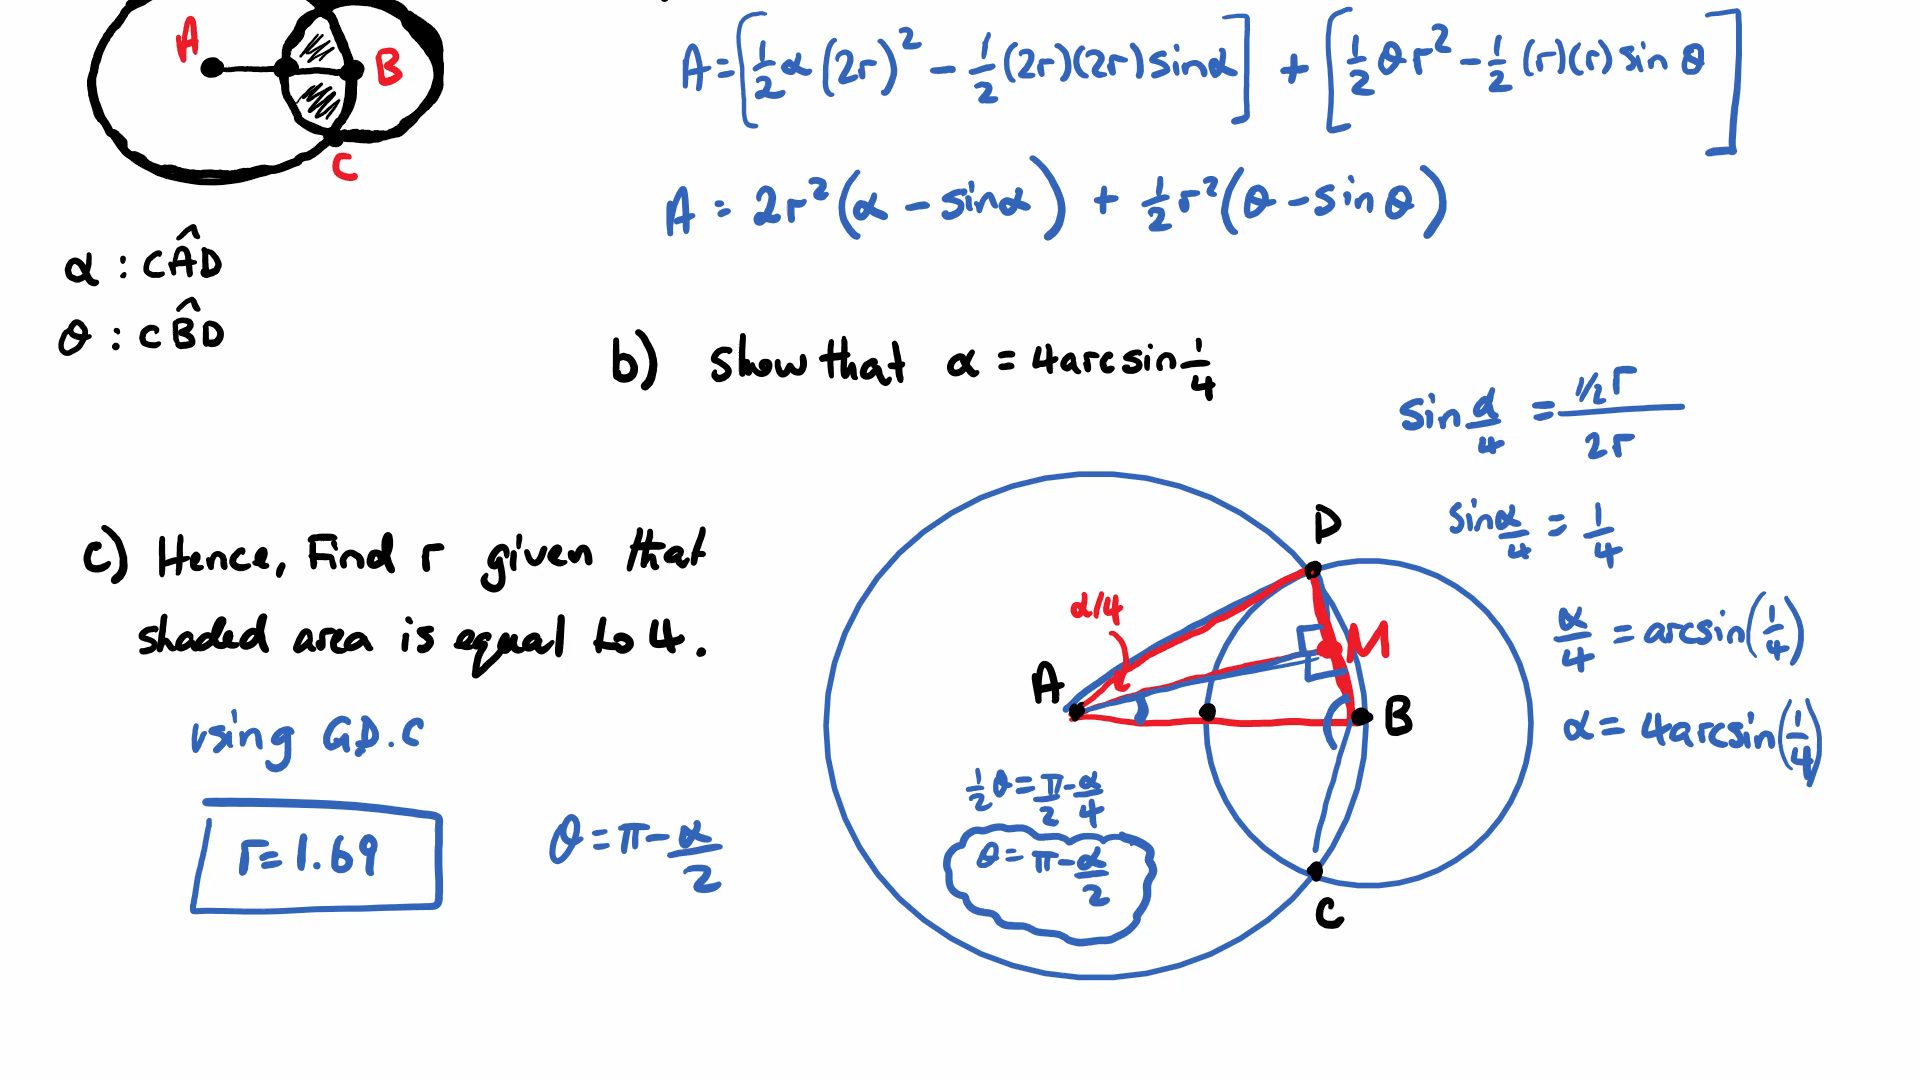 A
B
C
A = [½α(2r)² − ½(2r)(2r)sinα] + [½θr² − ½(r)(r)sin θ]
A = 2r²(α − sinα) + ½r²(θ − sinθ)
α : CÂD
θ : CB̂D
b) show that α = 4arcsin ¼
sin α/4 = ½r / 2r
sin α/4 = 1/4
α/4 = arcsin(1/4)
α = 4arcsin(1/4)
c) Hence, Find r given that
shaded area is equal to 4.
using G.D.C
r = 1.69
θ = π − α/2
D
α/4
M
A
B
½θ = π/2 − α/4
θ = π − α/2
C